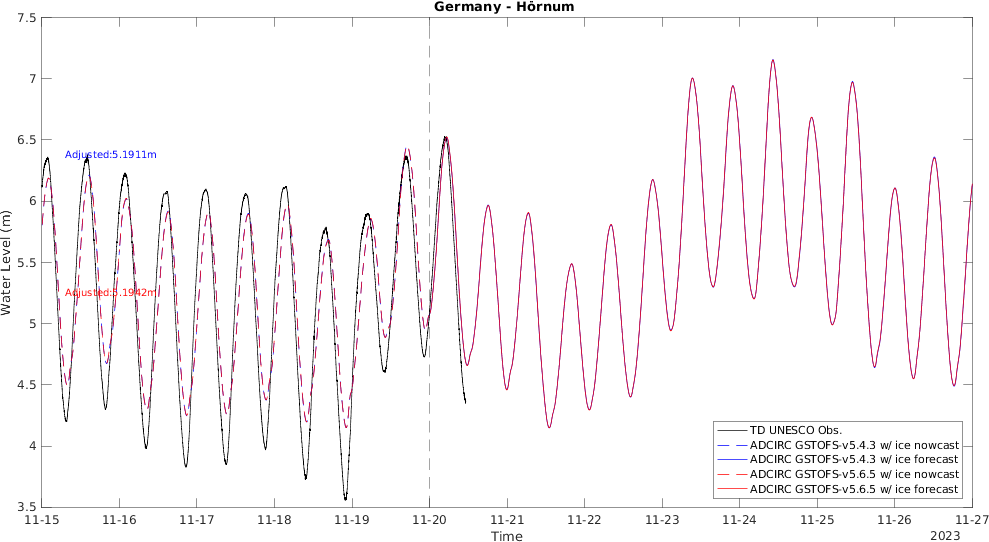 Germany - Hörnum
7.5
7
6.5
6
5.5
5
4.5
4
3.5
Water Level (m)
Adjusted:5.1911m
Adjusted:5.1942m
TD UNESCO Obs.
ADCIRC GSTOFS-v5.4.3 w/ ice nowcast
ADCIRC GSTOFS-v5.4.3 w/ ice forecast
ADCIRC GSTOFS-v5.6.5 w/ ice nowcast
ADCIRC GSTOFS-v5.6.5 w/ ice forecast
11-15 11-16 11-17 11-18 11-19 11-20 11-21 11-22 11-23 11-24 11-25 11-26 11-27
Time
2023